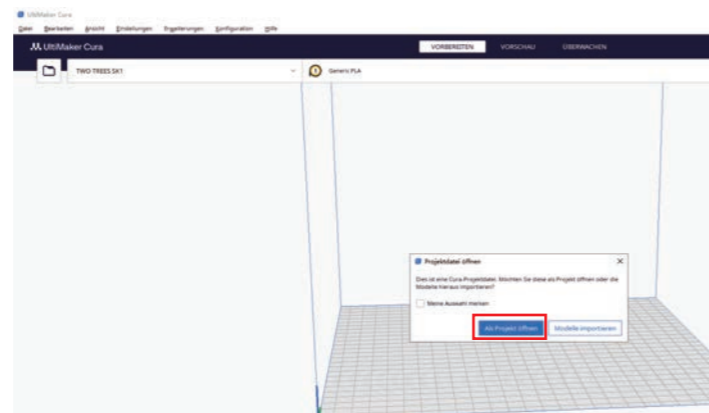 UltiMaker Cura
Datei Bearbeiten Ansicht Einstellungen Erweiterungen Konfiguration Hilfe
UltiMaker Cura VORBEREITEN VORSCHAU ÜBERWACHEN
TWO TREES SK1 1 Generic PLA
Projektdatei öffnen
Dies ist eine Cura-Projektdatei. Möchten Sie diese als Projekt öffnen oder die
Modelle hieraus importieren?
Meine Auswahl merken
Als Projekt öffnen Modelle importieren